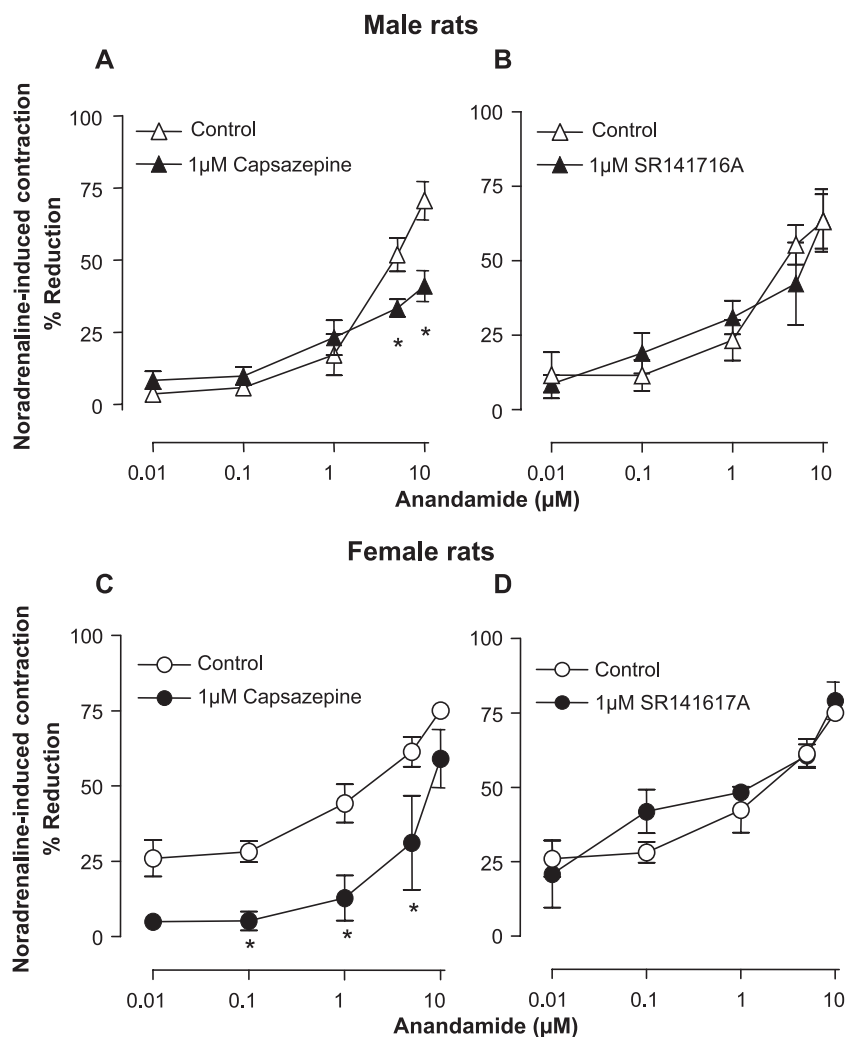 Male rats
A
B
Noradrenaline-induced contraction
% Reduction
100
75
50
25
0
Control
1µM Capsazepine
*
*
0.01
0.1
1
10
100
75
50
25
0
Control
1µM SR141716A
0.01
0.1
1
10
Anandamide (µM)
Female rats
C
D
Noradrenaline-induced contraction
% Reduction
100
75
50
25
0
Control
1µM Capsazepine
*
*
*
0.01
0.1
1
10
100
75
50
25
0
Control
1µM SR141617A
0.01
0.1
1
10
Anandamide (µM)